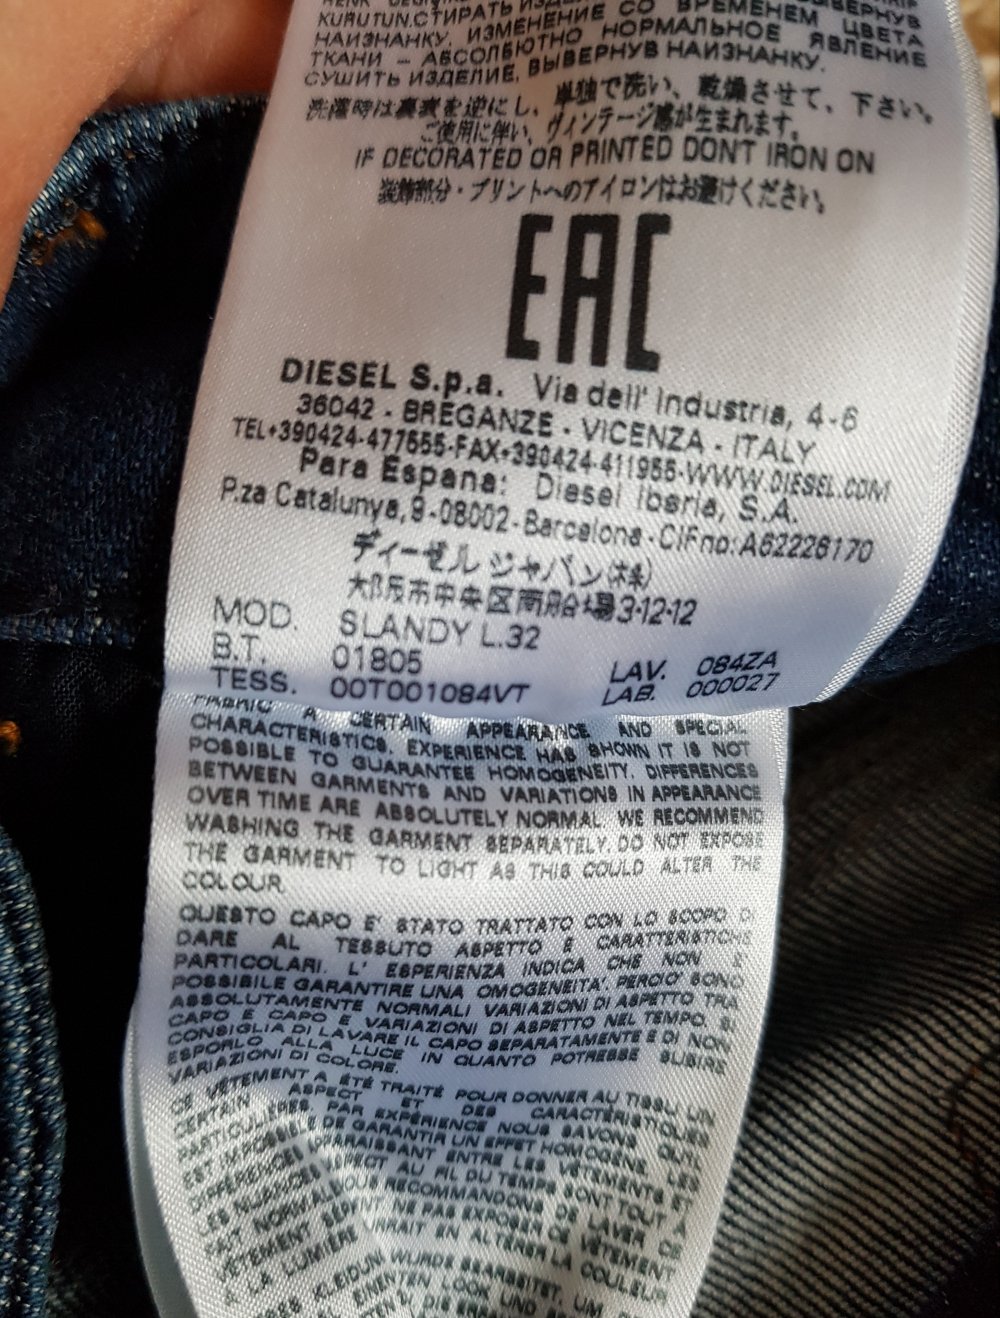 KURUTUN.СТИРАТЬ ИЗДЕЛИЕ, ВЫВЕРНУВ
НАИЗНАНКУ. ИЗМЕНЕНИЕ СО ВРЕМЕНЕМ ЦВЕТА
ТКАНИ – АБСОЛЮТНО НОРМАЛЬНОЕ ЯВЛЕНИЕ
СУШИТЬ ИЗДЕЛИЕ, ВЫВЕРНУВ НАИЗНАНКУ.
洗濯時は裏表を逆にし、単独で洗い、乾燥させて、下さい。
ご使用に伴い、ヴィンテージ感が生まれます。
IF DECORATED OR PRINTED DON'T IRON ON
装飾部分・プリントへのアイロンはお避けください。
EAC
DIESEL S.p.a. Via dell' Industria, 4-6
36042 - BREGANZE - VICENZA - ITALY
TEL+390424-477555-FAX+390424-411955-WWW.DIESEL.COM
Para Espana: Diesel Iberia, S.A.
P.za Catalunya, 9 -08002-Barcelona-CIFno:A62226170
ディーゼル ジャパン(株)
大阪市中央区南船場3-12-12
MOD. SLANDY L.32
B.T. 01805 LAV. 084ZA
TESS. 00T001084VT LAB. 000027
FABRIC A CERTAIN APPEARANCE AND SPECIAL
CHARACTERISTICS. EXPERIENCE HAS SHOWN IT IS NOT
POSSIBLE TO GUARANTEE HOMOGENEITY. DIFFERENCES
BETWEEN GARMENTS AND VARIATIONS IN APPEARANCE
OVER TIME ARE ABSOLUTELY NORMAL. WE RECOMMEND
WASHING THE GARMENT SEPARATELY. DO NOT EXPOSE
THE GARMENT TO LIGHT AS THIS COULD ALTER THE
COLOUR.
QUESTO CAPO E' STATO TRATTATO CON LO SCOPO DI
DARE AL TESSUTO ASPETTO E CARATTERISTICHE
PARTICOLARI. L' ESPERIENZA INDICA CHE NON E'
POSSIBILE GARANTIRE UNA OMOGENEITA'. PERCIO' SONO
ASSOLUTAMENTE NORMALI VARIAZIONI DI ASPETTO TRA
CAPO E CAPO E VARIAZIONI DI ASPETTO NEL TEMPO. SI
CONSIGLIA DI LAVARE IL CAPO SEPARATAMENTE E DI NON
ESPORLO ALLA LUCE IN QUANTO POTREBBE SUBIRE
VARIAZIONI DI COLORE.
CE VÊTEMENT A ÉTÉ TRAITÉ POUR DONNER AU TISSU UN
CERTAIN ASPECT ET DES CARACTÉRISTIQUES
PARTICULIÈRES. PAR EXPÉRIENCE NOUS SAVONS QU'IL
EST IMPOSSIBLE DE GARANTIR UN EFFET HOMOGÈNE. LES
DIFFÉRENCES APPARAISSANT ENTRE LES VÊTEMENTS ET
LES NUANCES ASPECT AU FIL DU TEMPS SONT TOUT À
FAIT NORMALES. NOUS RECOMMANDONS DE LAVER CE
VÊTEMENT NE PAS EXPOSER CE VÊTEMENT
À LA LUMIÈRE EN ALTÉRER LA COULEUR
KLEIDUNG WURDE BEARBEITET, UM